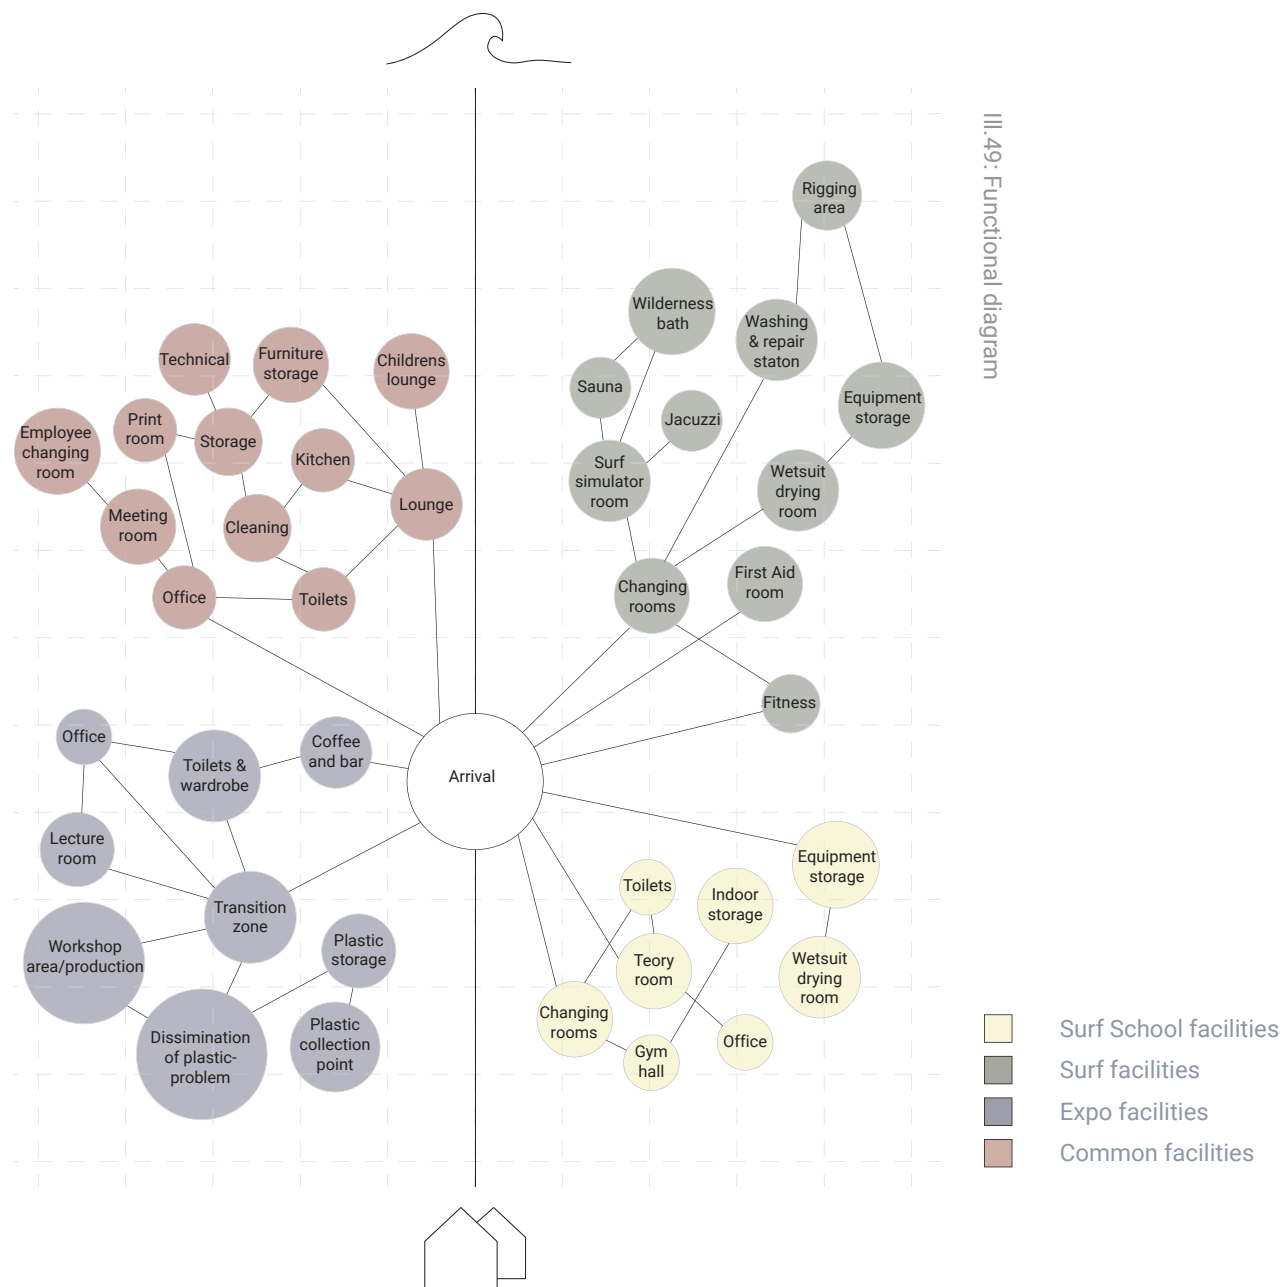 Ill.49: Functional diagram
Rigging
area
Wilderness
bath
Washing
& repair
staton
Sauna
Jacuzzi
Equipment
storage
Surf
simulator
room
Wetsuit
drying
room
Changing
rooms
First Aid
room
Fitness
Technical
Furniture
storage
Childrens
lounge
Employee
changing
room
Print
room
Storage
Kitchen
Meeting
room
Cleaning
Lounge
Office
Toilets
Arrival
Office
Toilets &
wardrobe
Coffee
and bar
Lecture
room
Transition
zone
Workshop
area/production
Plastic
storage
Dissimination
of plastic-
problem
Plastic
collection
point
Equipment
storage
Toilets
Indoor
storage
Teory
room
Wetsuit
drying
room
Changing
rooms
Gym
hall
Office
Surf School facilities
Surf facilities
Expo facilities
Common facilities